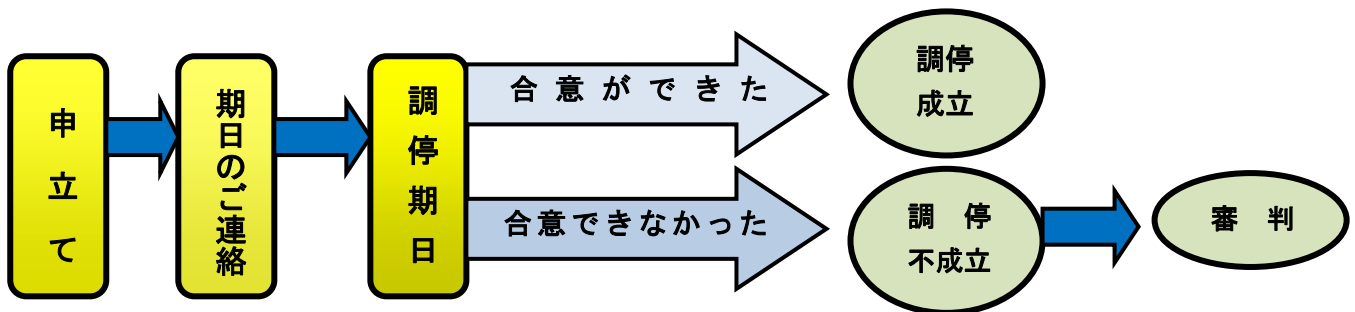 申立て
期日のご連絡
調停期日
合意ができた
調停
成立
合意できなかった
調　停
不成立
審　判